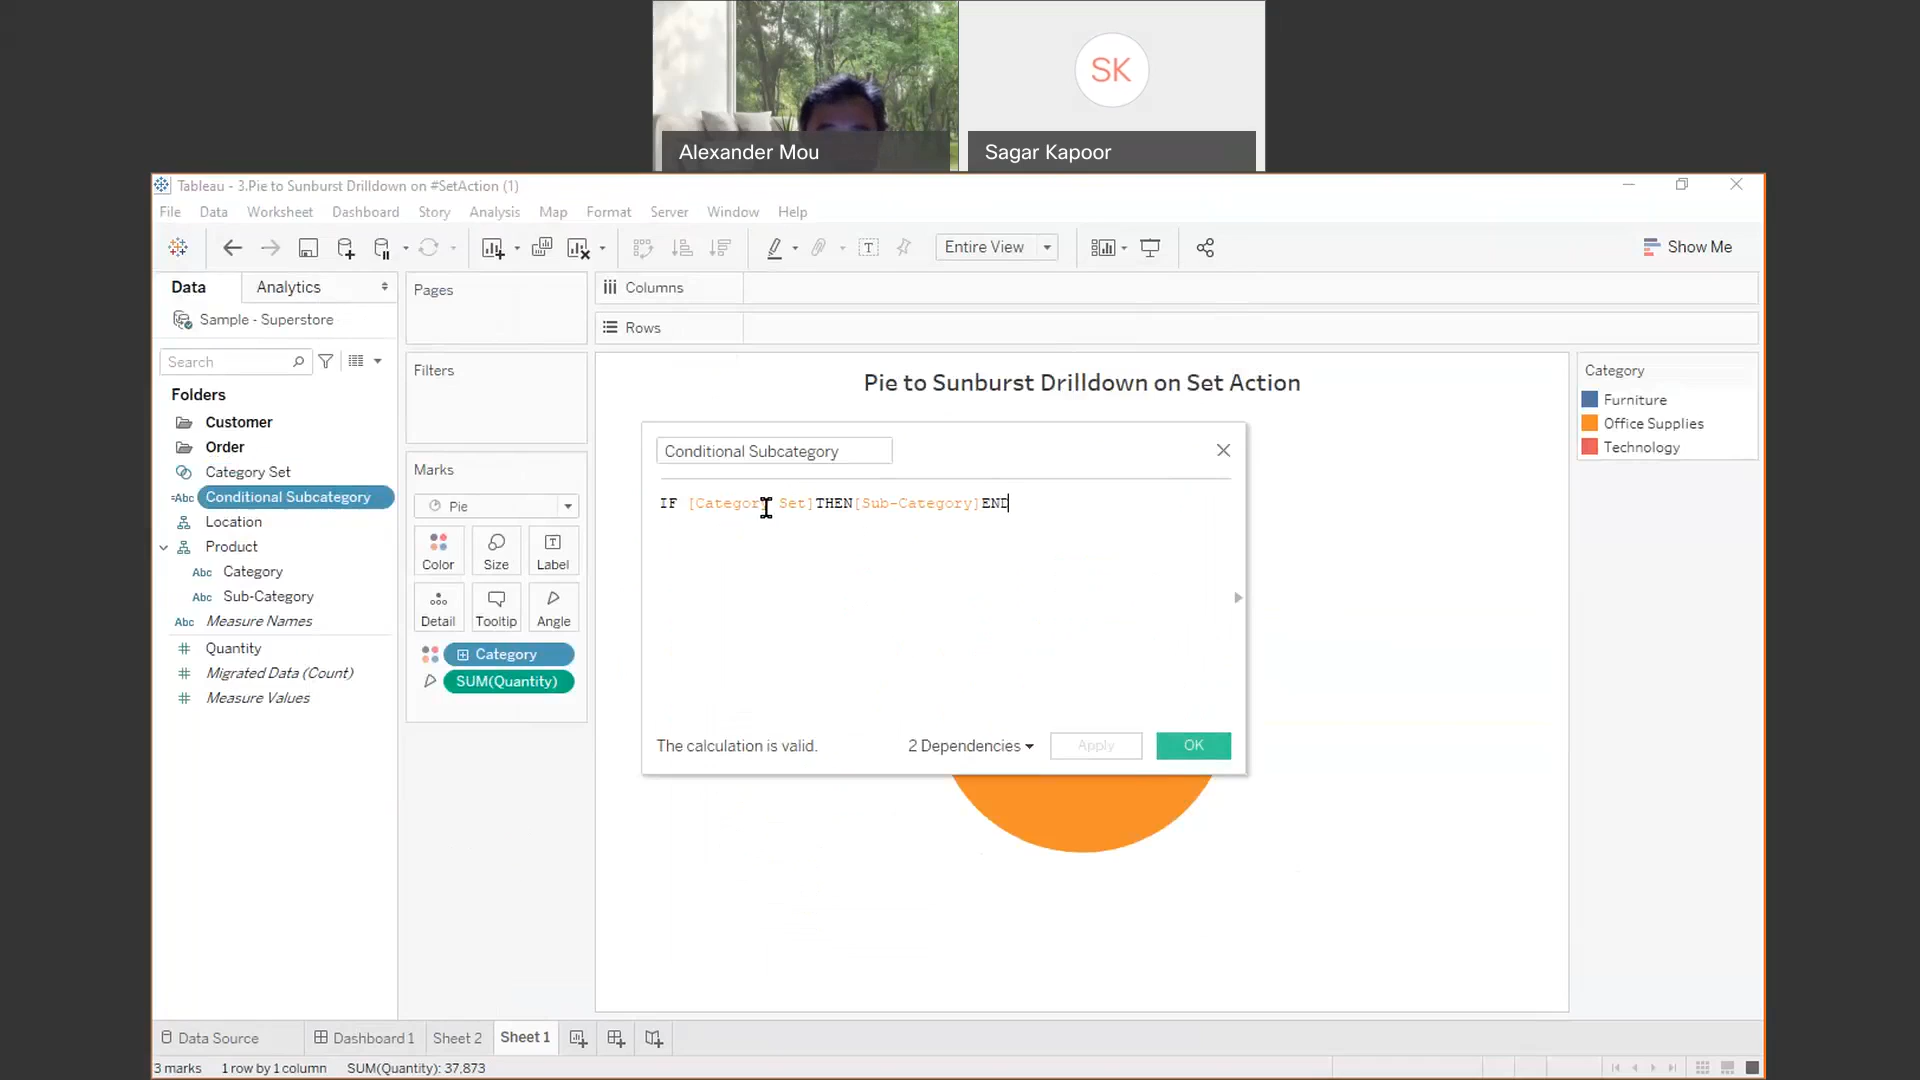 SK
Alexander Mou
Sagar Kapoor
Tableau - 3.Pie to Sunburst Drilldown on #SetAction (1)
File Data Worksheet Dashboard Story Analysis Map Format Server Window Help
Entire View
Show Me
Data Analytics
Sample - Superstore
Search
Folders
Customer
Order
Category Set
=Abc Conditional Subcategory
Location
Product
Abc Category
Abc Sub-Category
Abc Measure Names
# Quantity
# Migrated Data (Count)
# Measure Values
Pages
Filters
Marks
Pie
Color Size Label
Detail Tooltip Angle
Category
SUM(Quantity)
Columns
Rows
Pie to Sunburst Drilldown on Set Action
Conditional Subcategory
IF [Category Set]THEN[Sub-Category]END
The calculation is valid.
2 Dependencies
Apply
OK
Category
Furniture
Office Supplies
Technology
Data Source Dashboard 1 Sheet 2 Sheet 1
3 marks 1 row by 1 column SUM(Quantity): 37,873